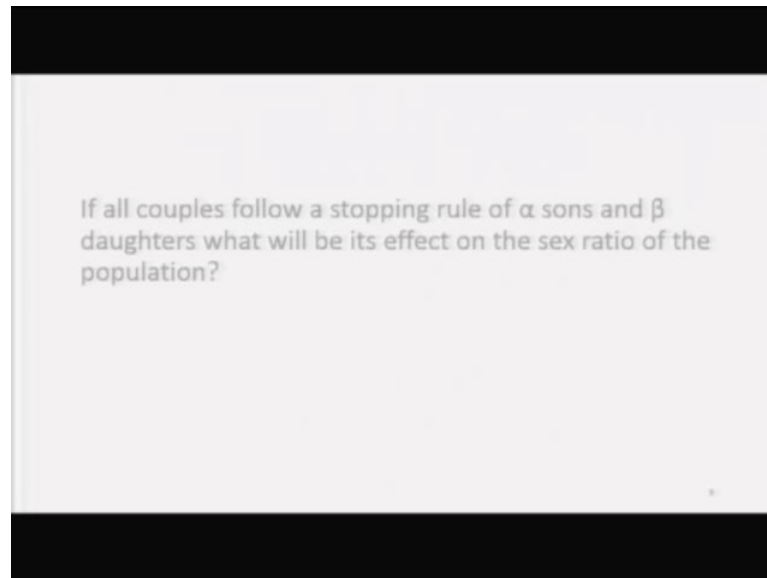 If all couples follow a stopping rule of α sons and β
daughters what will be its effect on the sex ratio of the
population?